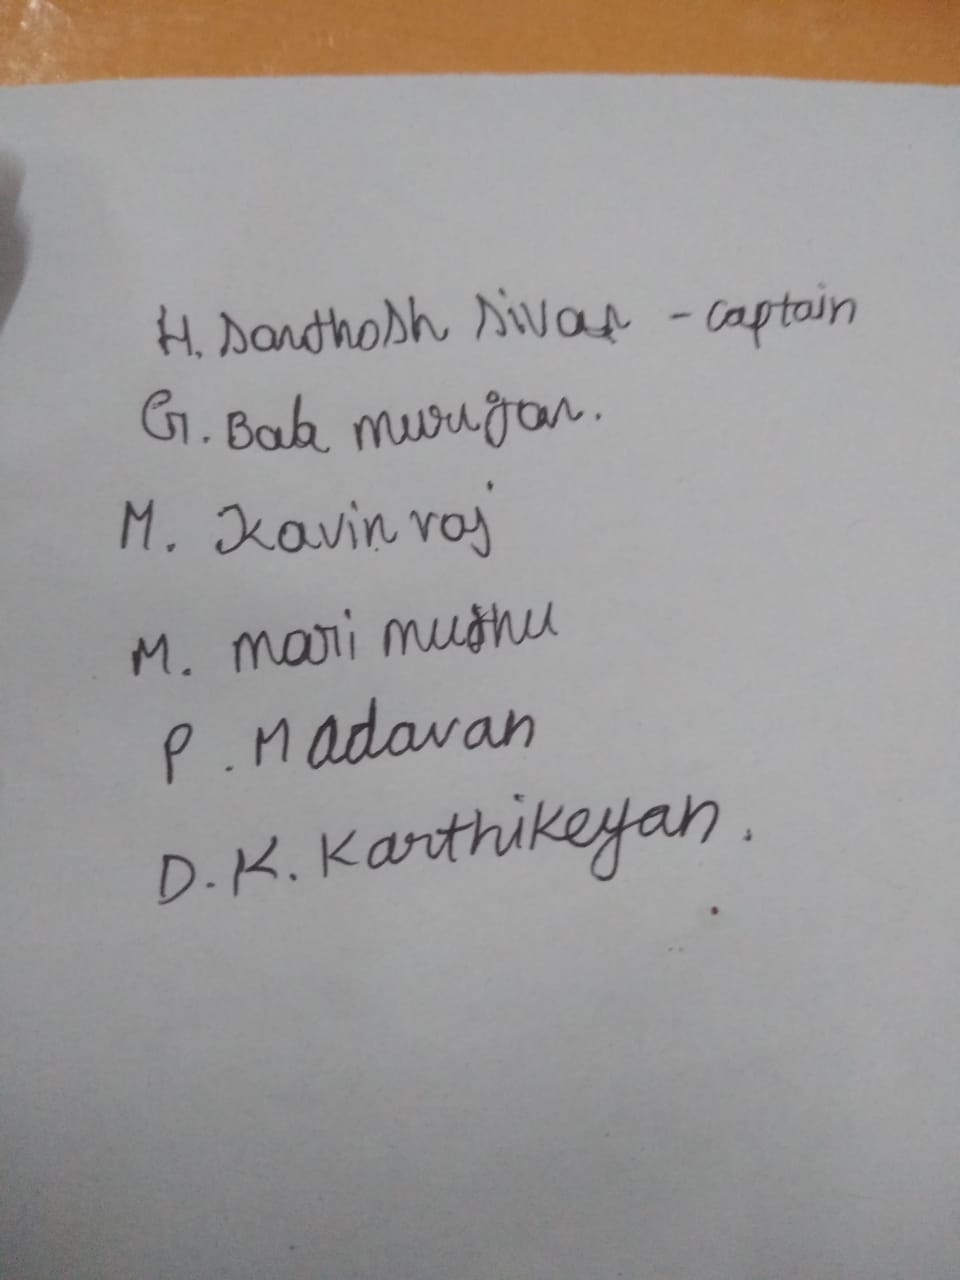 H. Santhosh Sivan - captain
G. Bala murugan.
M. Kavin raj
M. mari muthu
P. Madavan
D. K. Karthikeyan.